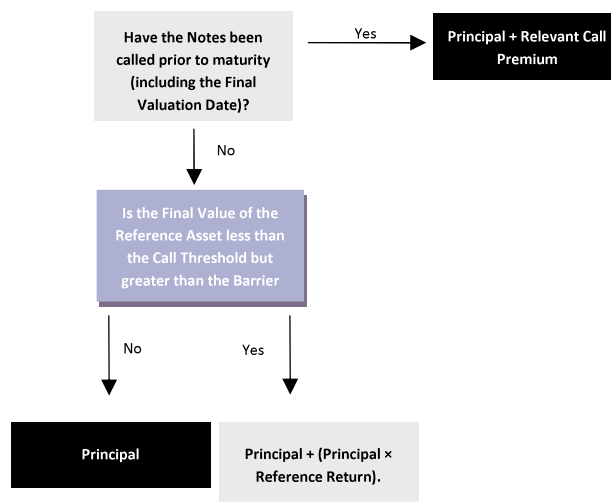 Have the Notes been
called prior to maturity
(including the Final
Valuation Date)?
Yes
Principal + Relevant Call
Premium
No
Is the Final Value of the
Reference Asset less than
the Call Threshold but
greater than the Barrier
No
Yes
Principal
Principal + (Principal ×
Reference Return).